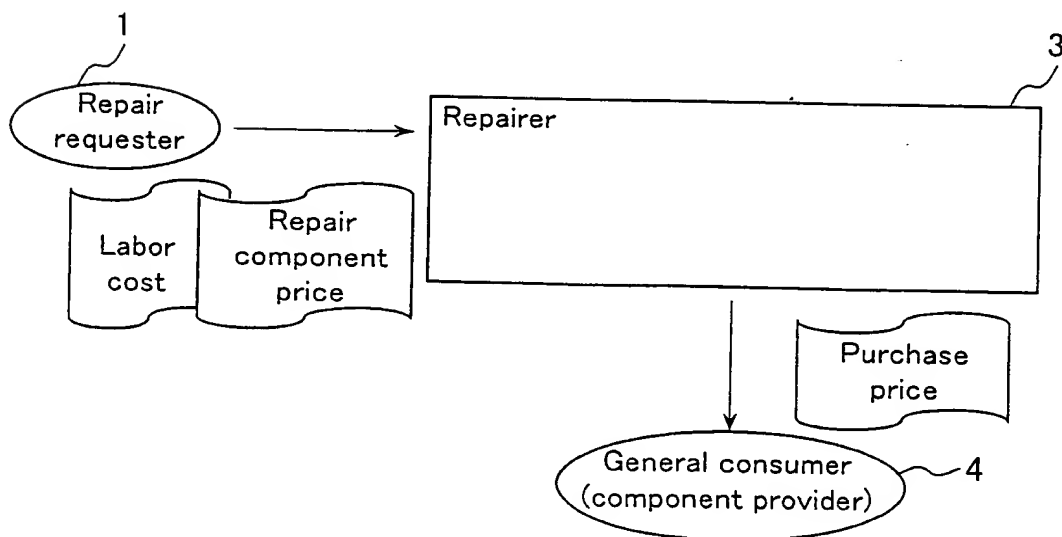 1
3
Repair
requester
Repairer
Labor
cost
Repair
component
price
Purchase
price
General consumer
(component provider)
4